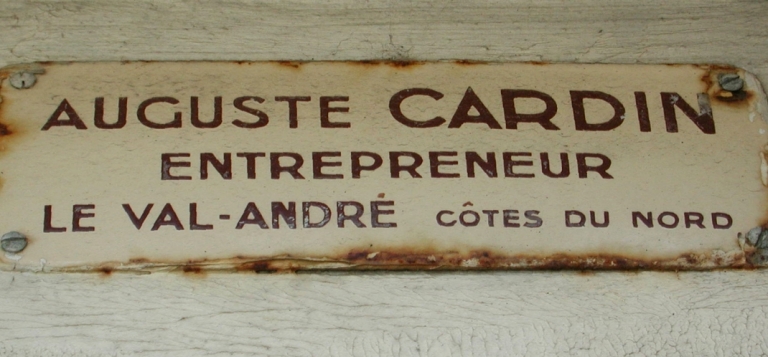 AUGUSTE CARDIN
ENTREPRENEUR
LE VAL-ANDRÉ CÔTES DU NORD